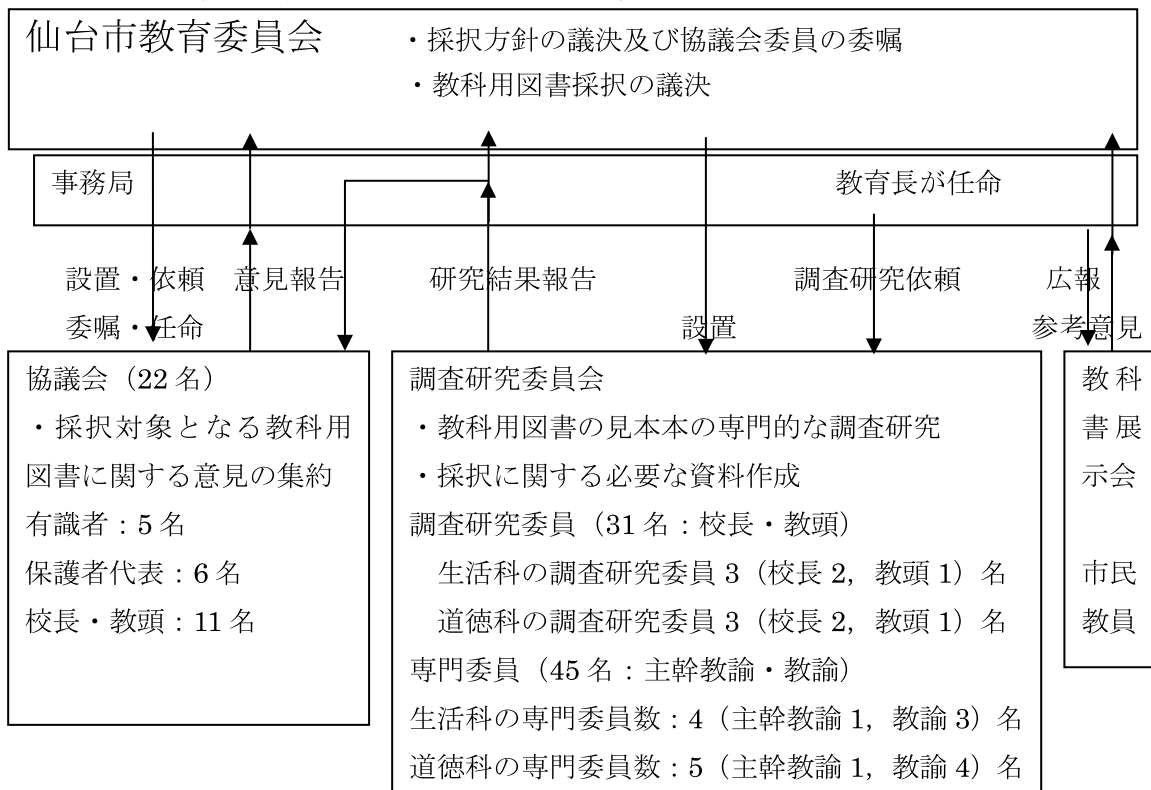 仙台市教育委員会
・採択方針の議決及び協議会委員の委嘱
・教科用図書採択の議決
事務局
教育長が任命
設置・依頼
委嘱・任命
意見報告
研究結果報告
設置
調査研究依頼
広報
参考意見
協議会（22 名）
・採択対象となる教科用
図書に関する意見の集約
有識者：5 名
保護者代表：6 名
校長・教頭：11 名
調査研究委員会
・教科用図書の見本本の専門的な調査研究
・採択に関する必要な資料作成
調査研究委員（31 名：校長・教頭）
生活科の調査研究委員 3（校長 2，教頭 1）名
道徳科の調査研究委員 3（校長 2，教頭 1）名
専門委員（45 名：主幹教諭・教諭）
生活科の専門委員数：4（主幹教諭 1，教諭 3）名
道徳科の専門委員数：5（主幹教諭 1，教諭 4）名
教科
書展
示会
市民
教員